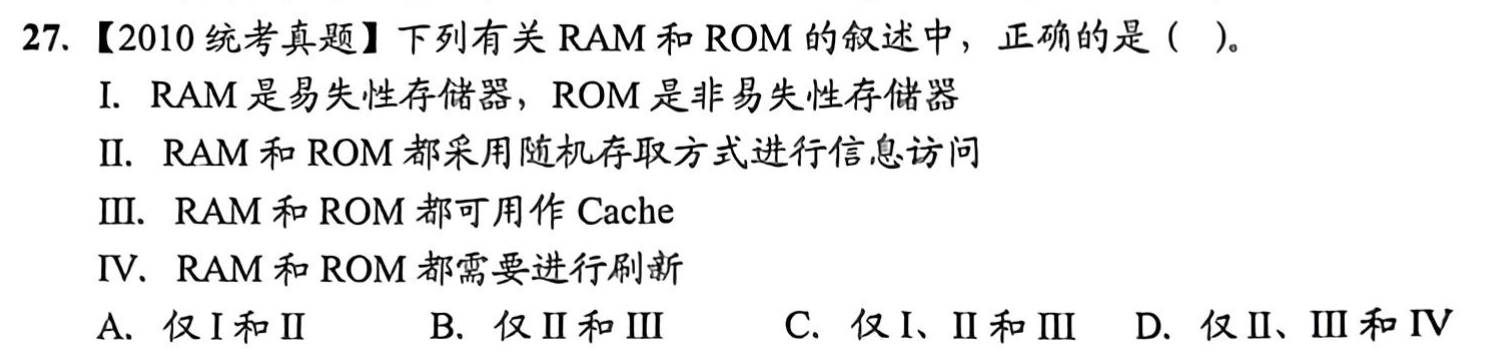 27. 【2010 统考真题】下列有关 RAM 和 ROM 的叙述中，正确的是（ ）。
I. RAM 是易失性存储器，ROM 是非易失性存储器
II. RAM 和 ROM 都采用随机存取方式进行信息访问
III. RAM 和 ROM 都可用作 Cache
IV. RAM 和 ROM 都需要进行刷新
A. 仅 I 和 II B. 仅 II 和 III C. 仅 I、II 和 III D. 仅 II、III 和 IV